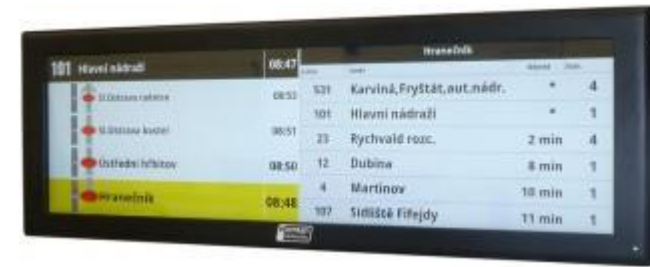 101 Hlavní nádraží 08:47
Sl.Ostrava radnice 08:53
Sl.Ostrava kostel 08:51
Ústřední hřbitov 08:50
Hranečník 08:48
Hranečník
531 Karviná,Fryštát,aut.nádr. * 4
101 Hlavní nádraží * 1
23 Rychvald rozc. 2 min 4
12 Dubina 8 min 1
4 Martinov 10 min 1
107 Sídliště Fifejdy 11 min 1